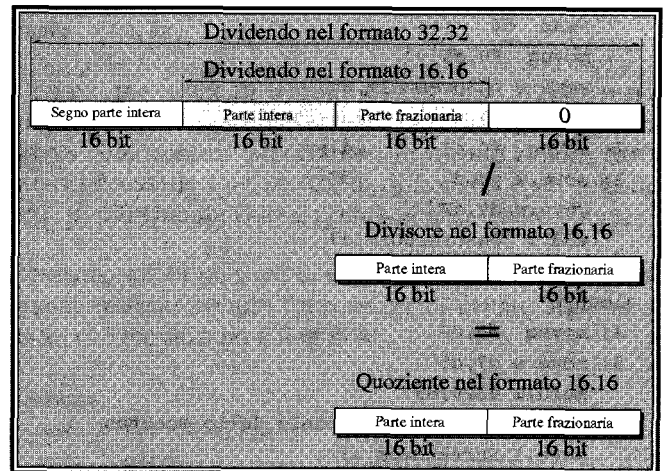 Dividendo nel formato 32.32
Dividendo nel formato 16.16
Segno parte intera Parte intera Parte frazionaria 0
16 bit 16 bit 16 bit 16 bit
/
Divisore nel formato 16.16
Parte intera Parte frazionaria
16 bit 16 bit
=
Quoziente nel formato 16.16
Parte intera Parte frazionaria
16 bit 16 bit